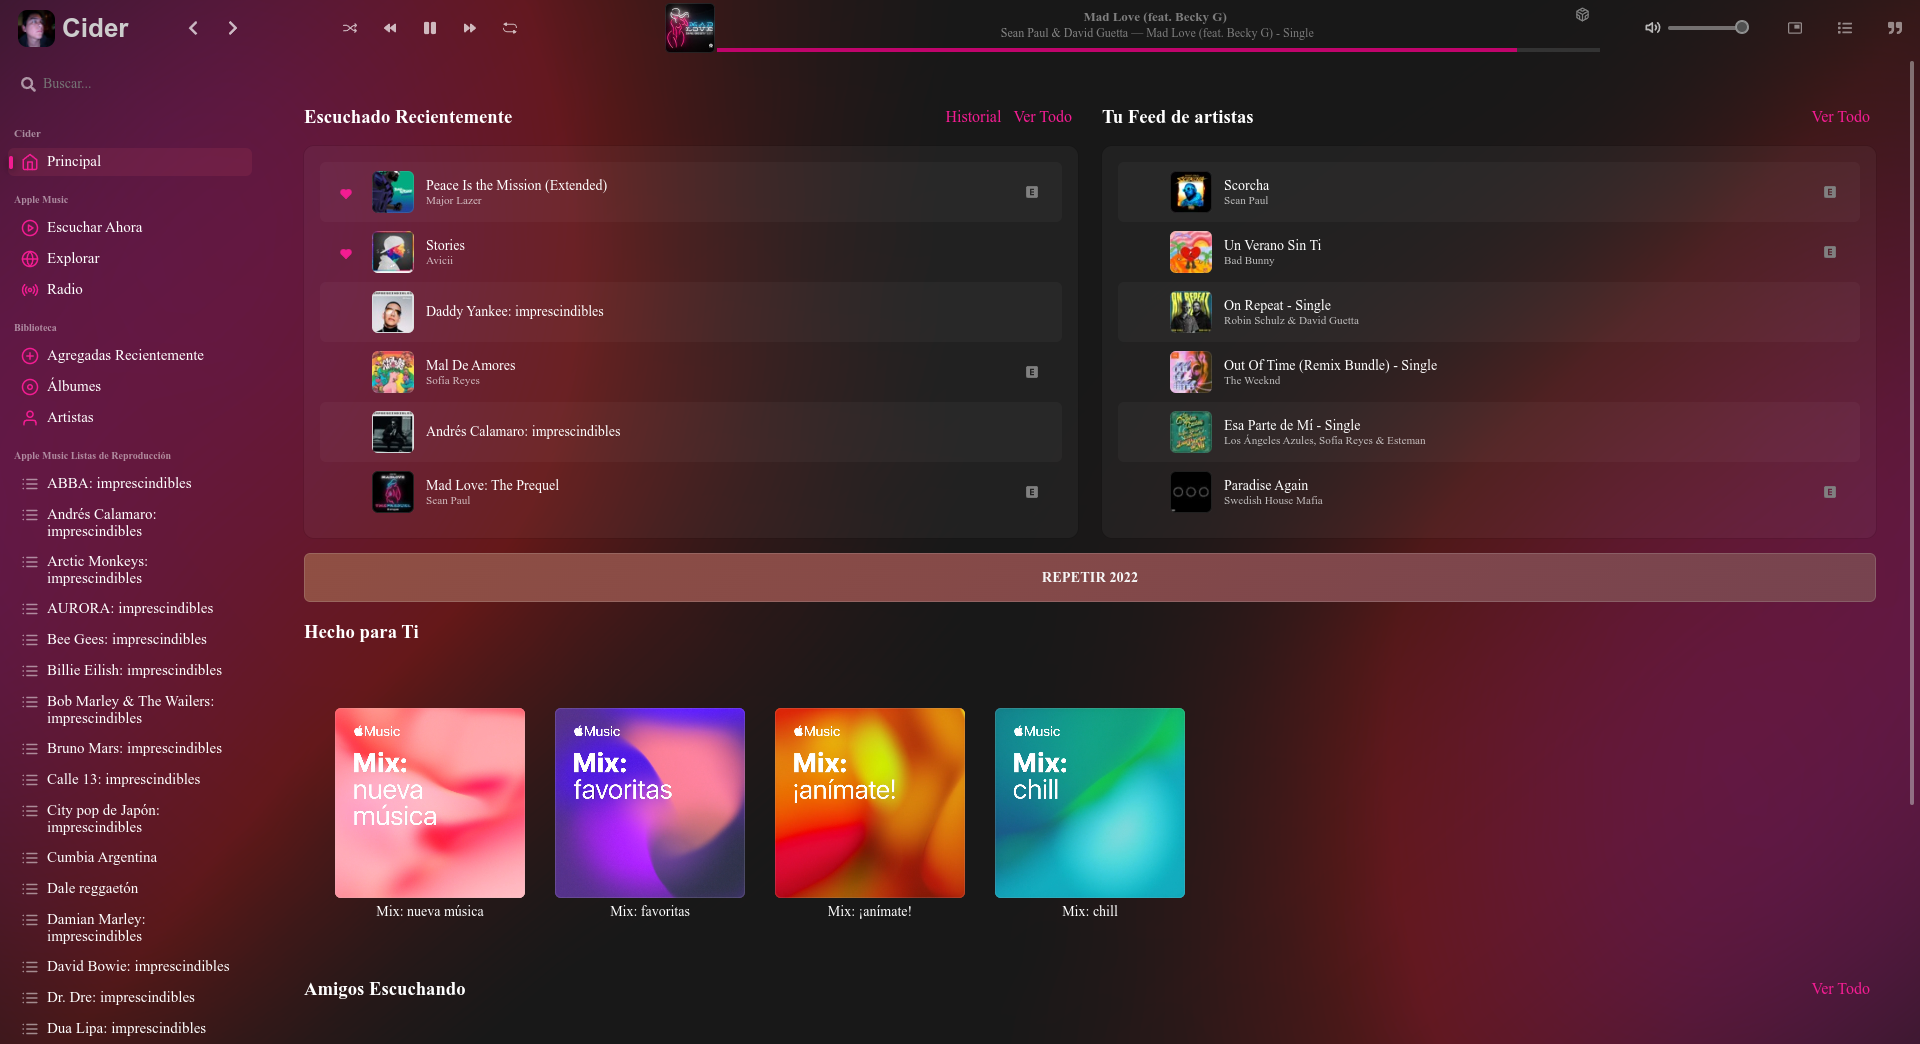 Cider
Mad Love (feat. Becky G)
Sean Paul & David Guetta — Mad Love (feat. Becky G) - Single
Buscar...
Cider
Principal
Apple Music
Escuchar Ahora
Explorar
Radio
Biblioteca
Agregadas Recientemente
Álbumes
Artistas
Apple Music Listas de Reproducción
ABBA: imprescindibles
Andrés Calamaro:
imprescindibles
Arctic Monkeys:
imprescindibles
AURORA: imprescindibles
Bee Gees: imprescindibles
Billie Eilish: imprescindibles
Bob Marley & The Wailers:
imprescindibles
Bruno Mars: imprescindibles
Calle 13: imprescindibles
City pop de Japón:
imprescindibles
Cumbia Argentina
Dale reggaetón
Damian Marley:
imprescindibles
David Bowie: imprescindibles
Dr. Dre: imprescindibles
Dua Lipa: imprescindibles
Escuchado Recientemente
Historial
Ver Todo
Peace Is the Mission (Extended)
Major Lazer
E
Stories
Avicii
Daddy Yankee: imprescindibles
Mal De Amores
Sofía Reyes
E
Andrés Calamaro: imprescindibles
Mad Love: The Prequel
Sean Paul
E
Tu Feed de artistas
Ver Todo
Scorcha
Sean Paul
E
Un Verano Sin Ti
Bad Bunny
E
On Repeat - Single
Robin Schulz & David Guetta
Out Of Time (Remix Bundle) - Single
The Weeknd
Esa Parte de Mí - Single
Los Ángeles Azules, Sofía Reyes & Esteman
Paradise Again
Swedish House Mafia
E
REPETIR 2022
Hecho para Ti
Music
Mix:
nueva
música
Mix: nueva música
Music
Mix:
favoritas
Mix: favoritas
Music
Mix:
¡anímate!
Mix: ¡anímate!
Music
Mix:
chill
Mix: chill
Amigos Escuchando
Ver Todo